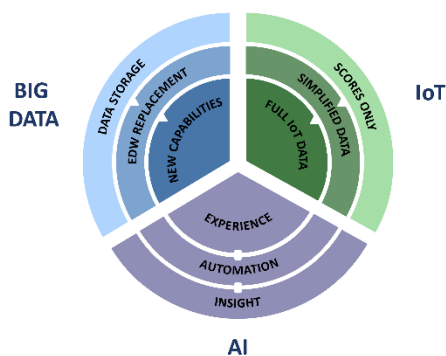 BIG
DATA
DATA STORAGE
EDW REPLACEMENT
NEW CAPABILITIES
IoT
SCORES ONLY
SIMPLIFIED DATA
FULL IoT DATA
EXPERIENCE
AUTOMATION
INSIGHT
AI